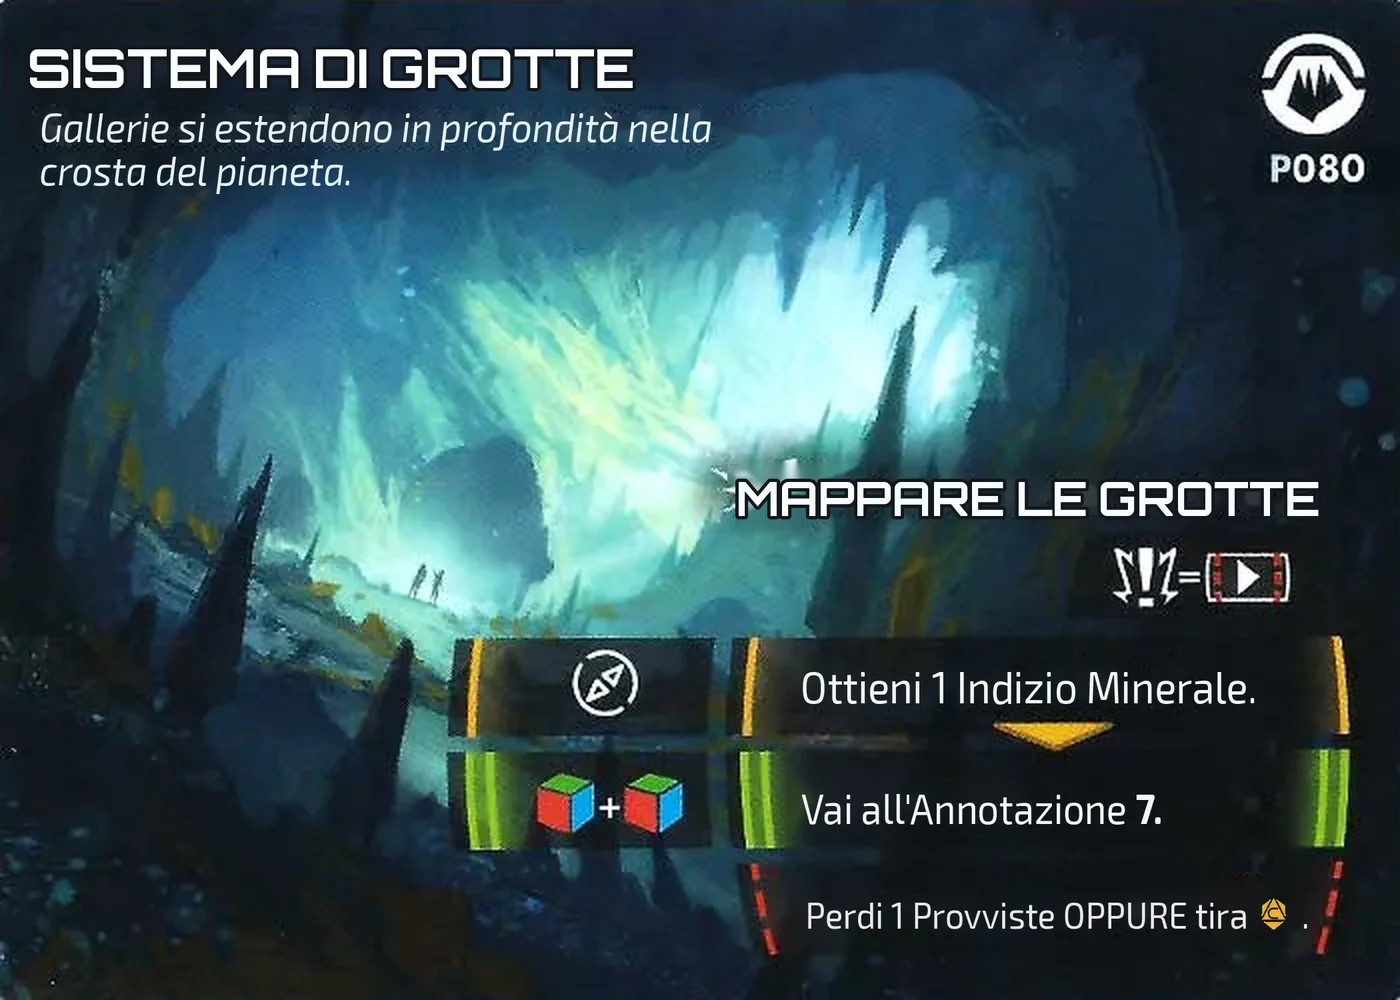 SISTEMA DI GROTTE
Gallerie si estendono in profondità nella
crosta del pianeta.
P080
MAPPARE LE GROTTE
!=
Ottieni 1 Indizio Minerale.
+
Vai all'Annotazione 7.
Perdi 1 Provviste OPPURE tira .